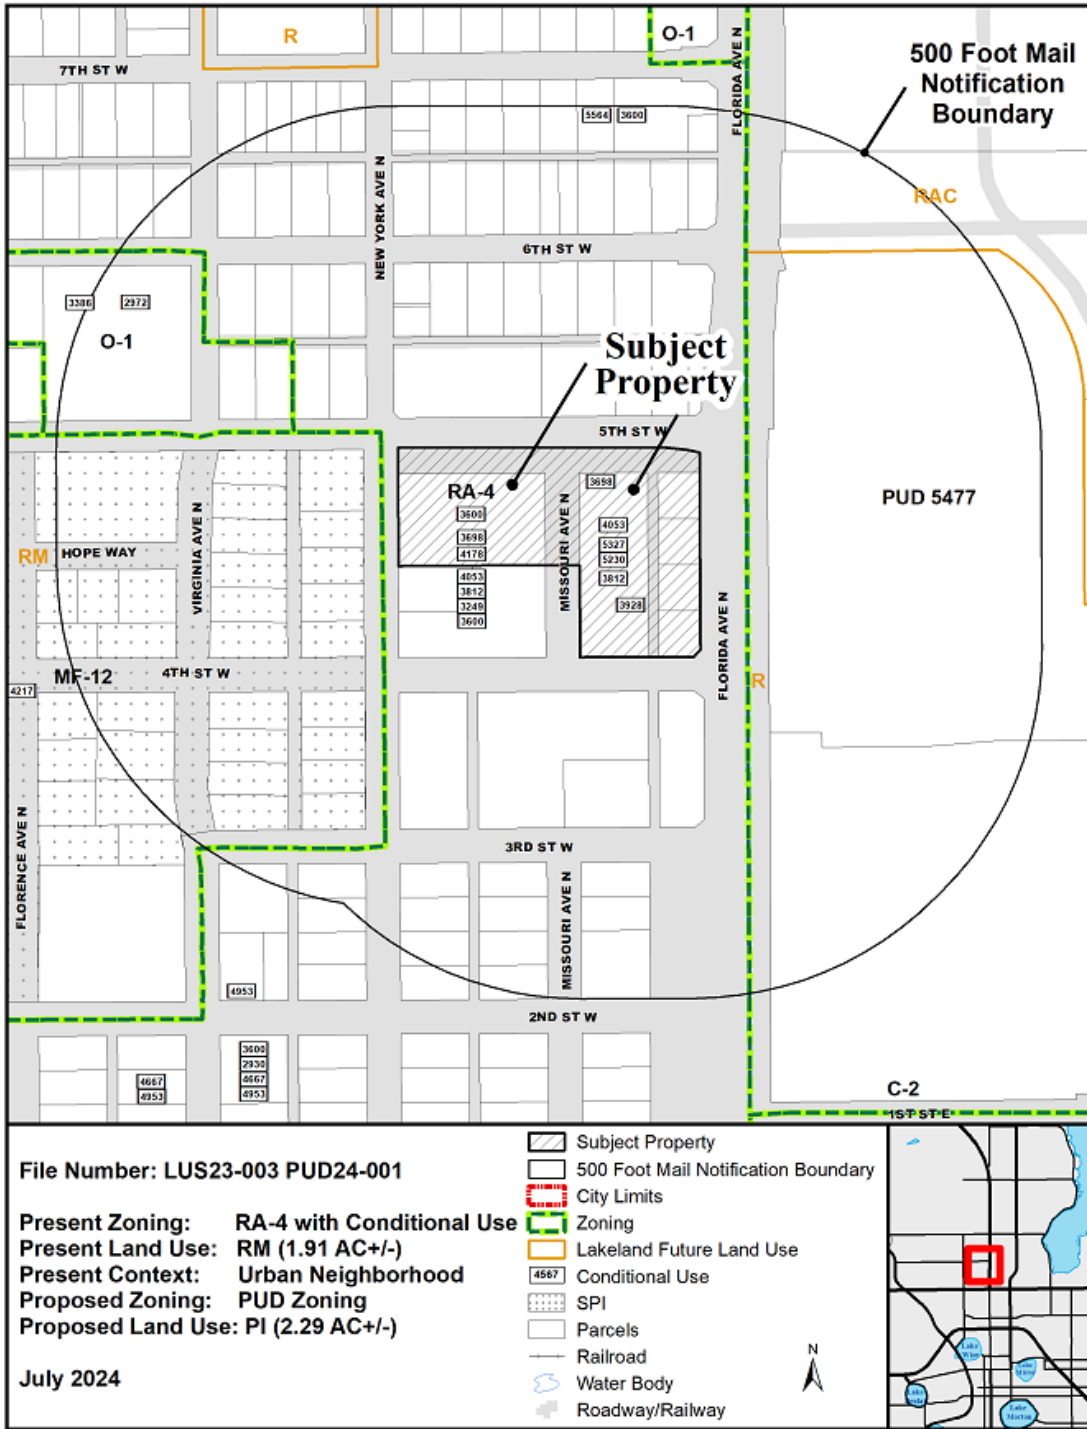 R
O-1
7TH ST W
FLORIDA AVE N
500 Foot Mail
Notification
Boundary
5564
3600
NEW YORK AVE N
RAC
6TH ST W
3386
2972
O-1
Subject
Property
5TH ST W
RA-4
3698
3600
3698
4178
4053
5327
5230
3812
4053
3812
3249
3600
3928
PUD 5477
RM
HOPE WAY
VIRGINIA AVE N
MISSOURI AVE N
FLORIDA AVE N
MF-12
4TH ST W
4217
R
3RD ST W
FLORENCE AVE N
MISSOURI AVE N
4953
2ND ST W
3600
2930
4667
4953
4667
4953
C-2
1ST ST E
File Number: LUS23-003 PUD24-001
Present Zoning: RA-4 with Conditional Use
Present Land Use: RM (1.91 AC+/-)
Present Context: Urban Neighborhood
Proposed Zoning: PUD Zoning
Proposed Land Use: PI (2.29 AC+/-)
July 2024
Subject Property
500 Foot Mail Notification Boundary
City Limits
Zoning
Lakeland Future Land Use
4567 Conditional Use
SPI
Parcels
Railroad
Water Body
Roadway/Railway
N
Lake
Wire
Lake
Mirror
Lake
Lake
Morton